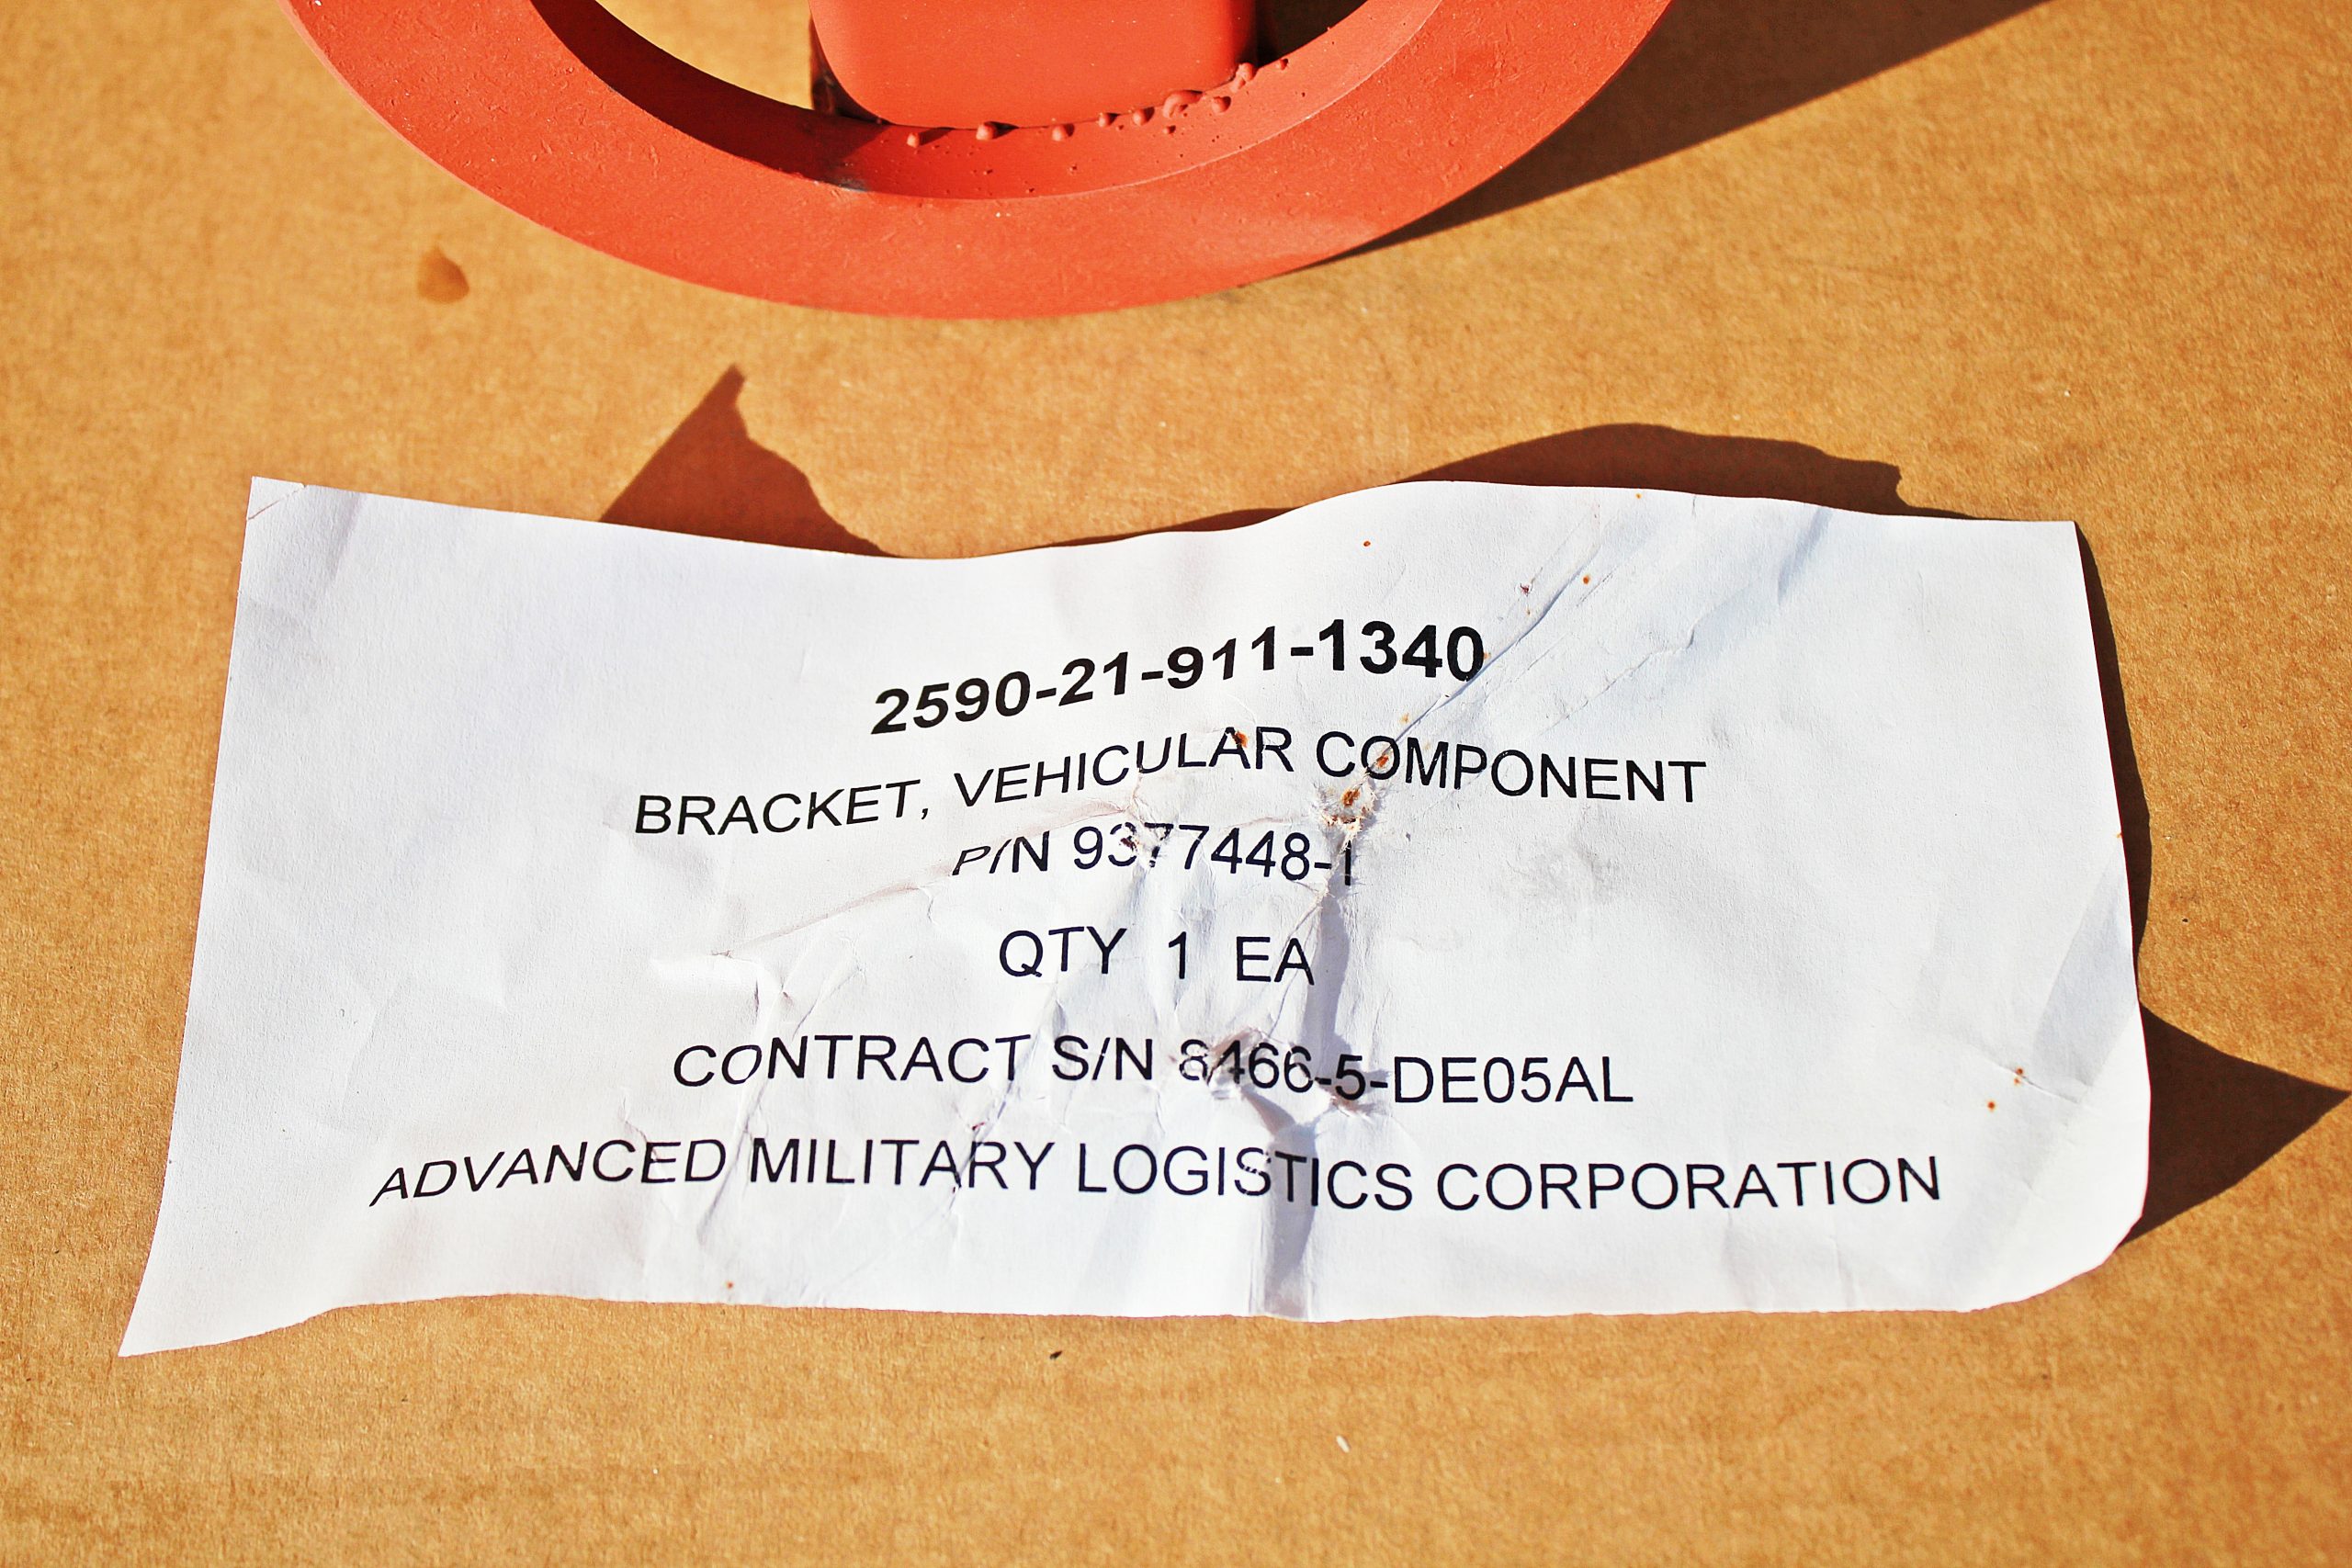 2590-21-911-1340
BRACKET, VEHICULAR COMPONENT
P/N 9377448-1
QTY 1 EA
CONTRACT S/N 8466-5-DE05AL
ADVANCED MILITARY LOGISTICS CORPORATION